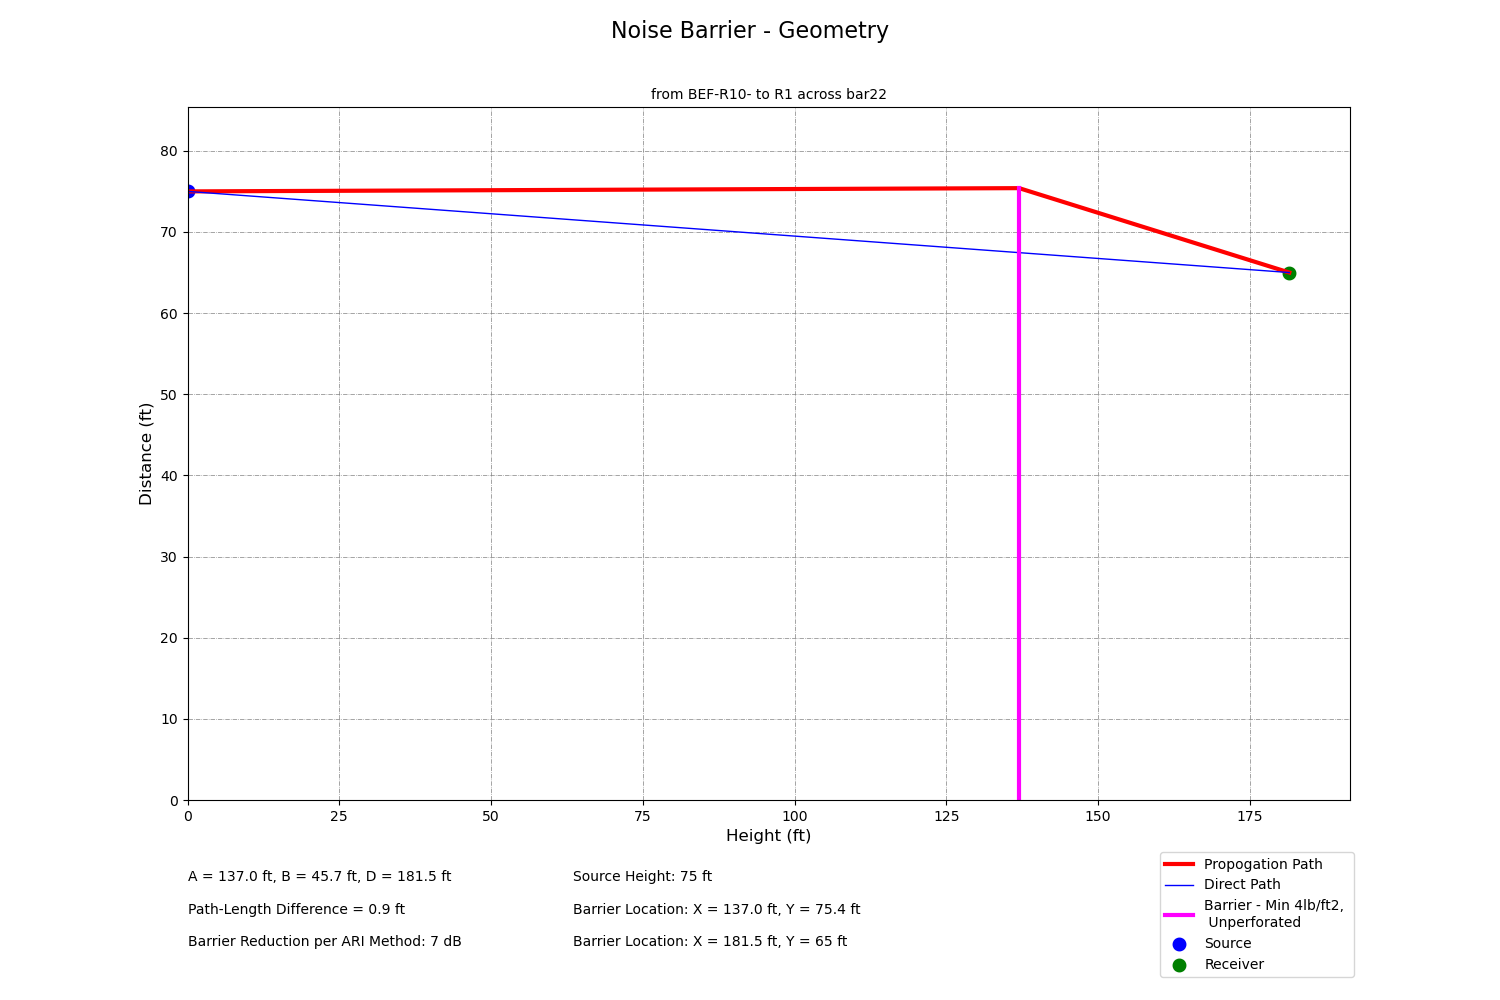 Noise Barrier - Geometry
from BEF-R10- to R1 across bar22
80
70
60
50
40
30
20
10
0
Distance (ft)
0 25 50 75 100 125 150 175
Height (ft)
A = 137.0 ft, B = 45.7 ft, D = 181.5 ft
Path-Length Difference = 0.9 ft
Barrier Reduction per ARI Method: 7 dB
Source Height: 75 ft
Barrier Location: X = 137.0 ft, Y = 75.4 ft
Barrier Location: X = 181.5 ft, Y = 65 ft
Propogation Path
Direct Path
Barrier - Min 4lb/ft2,
Unperforated
Source
Receiver